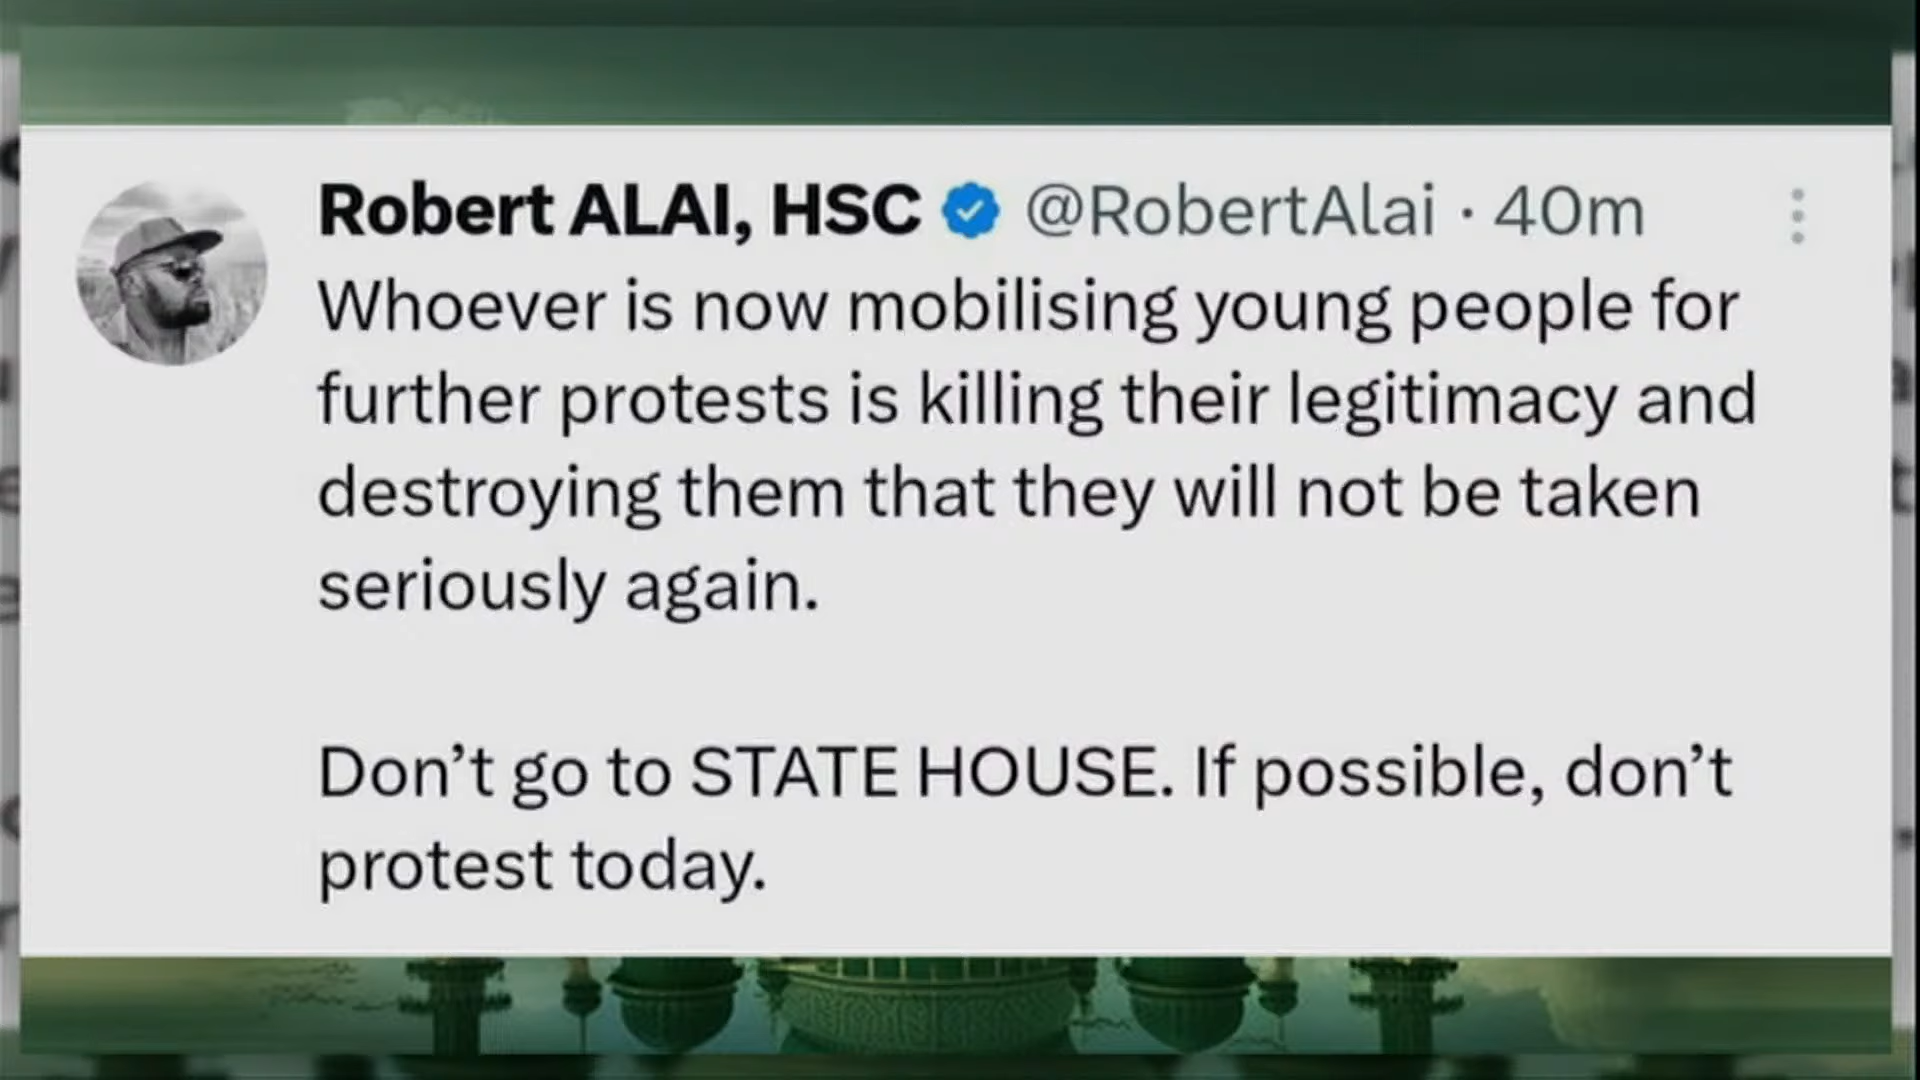 Robert ALAI, HSC @RobertAlai · 40m
Whoever is now mobilising young people for
further protests is killing their legitimacy and
destroying them that they will not be taken
seriously again.
Don’t go to STATE HOUSE. If possible, don’t
protest today.